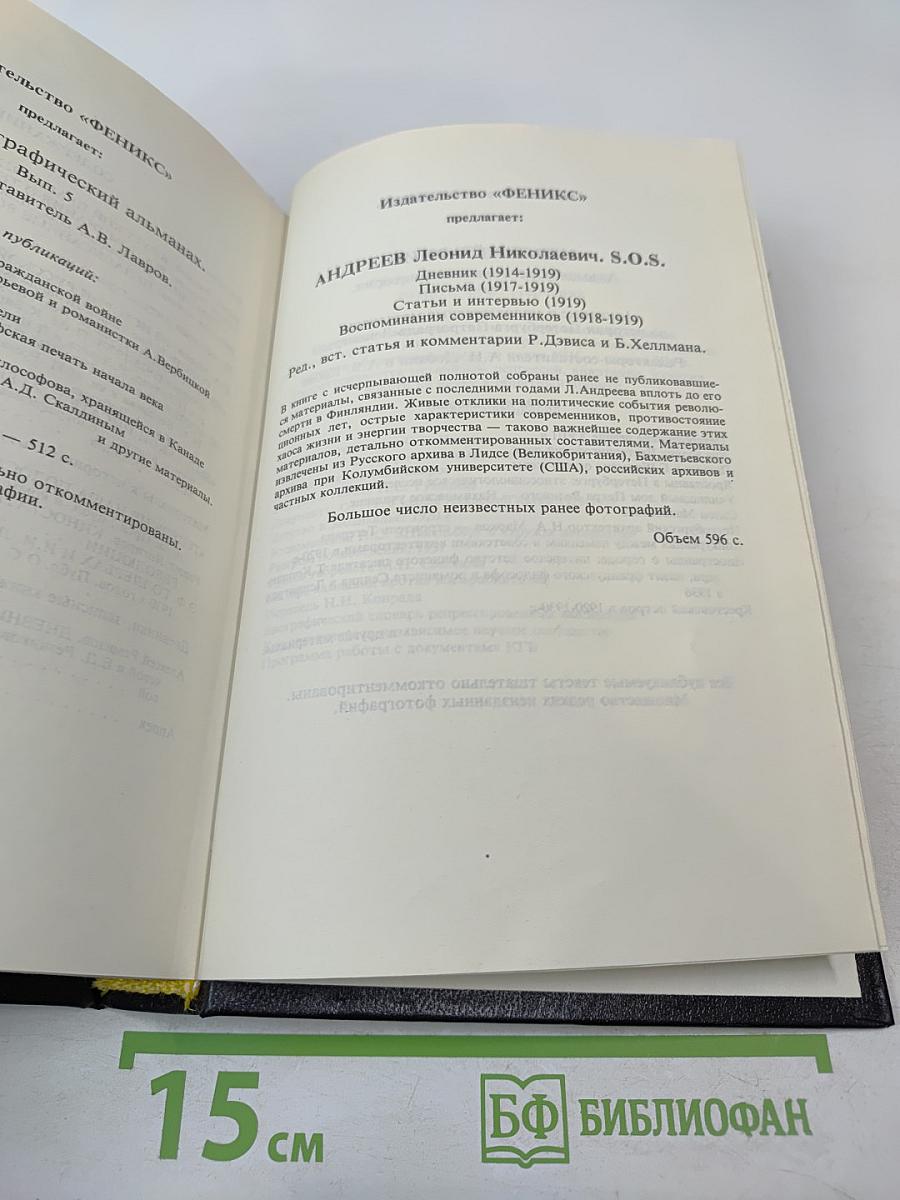 тельство «ФЕНИКС»
предлагает:
графический альманах.
Вып. 5
тавитель А.В. Лавров.
публикаций:
ражданской войне
рьевой и романистки А.Вербицкой
ели
фская печать начала века
илософова, хранящейся в Канаде
А.Д. Скалдиным
и другие материалы.
— 512 с.
ьно откомментированы.
афии.
Издательство «ФЕНИКС»
предлагает:
АНДРЕЕВ Леонид Николаевич. S.O.S.
Дневник (1914-1919)
Письма (1917-1919)
Статьи и интервью (1919)
Воспоминания современников (1918-1919)
Ред., вст. статья и комментарии Р.Дэвиса и Б.Хеллмана.
В книге с исчерпывающей полнотой собраны ранее не публиковавшие-
ся материалы, связанные с последними годами Л.Андреева вплоть до его
смерти в Финляндии. Живые отклики на политические события револю-
ционных лет, острые характеристики современников, противостояние
хаоса жизни и энергии творчества — таково важнейшее содержание этих
материалов, детально откомментированных составителями. Материалы
извлечены из Русского архива в Лидсе (Великобритания), Бахметьевского
архива при Колумбийском университете (США), российских архивов и
частных коллекций.
Большое число неизвестных ранее фотографий.
Объем 596 с.
15 см
БФ БИБЛИОФАН